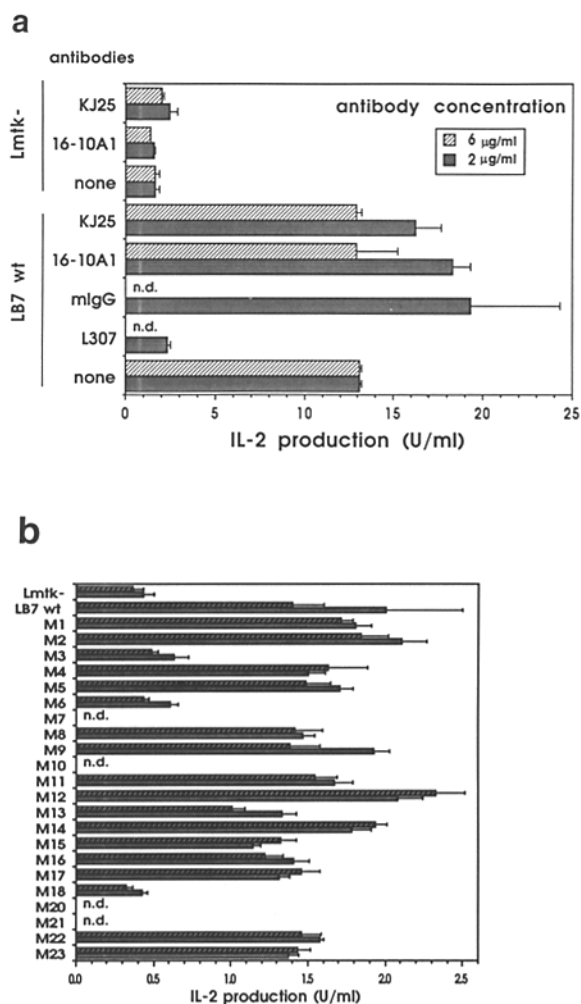 a
antibodies
Lmtk-
KJ25
16-10A1
none
LB7 wt
KJ25
16-10A1
mIgG
L307
none
antibody concentration
6 µg/ml
2 µg/ml
n.d.
n.d.
0 5 10 15 20 25
IL-2 production (U/ml)
b
Lmtk-
LB7 wt
M1
M2
M3
M4
M5
M6
M7 n.d.
M8
M9
M10 n.d.
M11
M12
M13
M14
M15
M16
M17
M18
M20 n.d.
M21 n.d.
M22
M23
0.0 0.5 1.0 1.5 2.0 2.5
IL-2 production (U/ml)